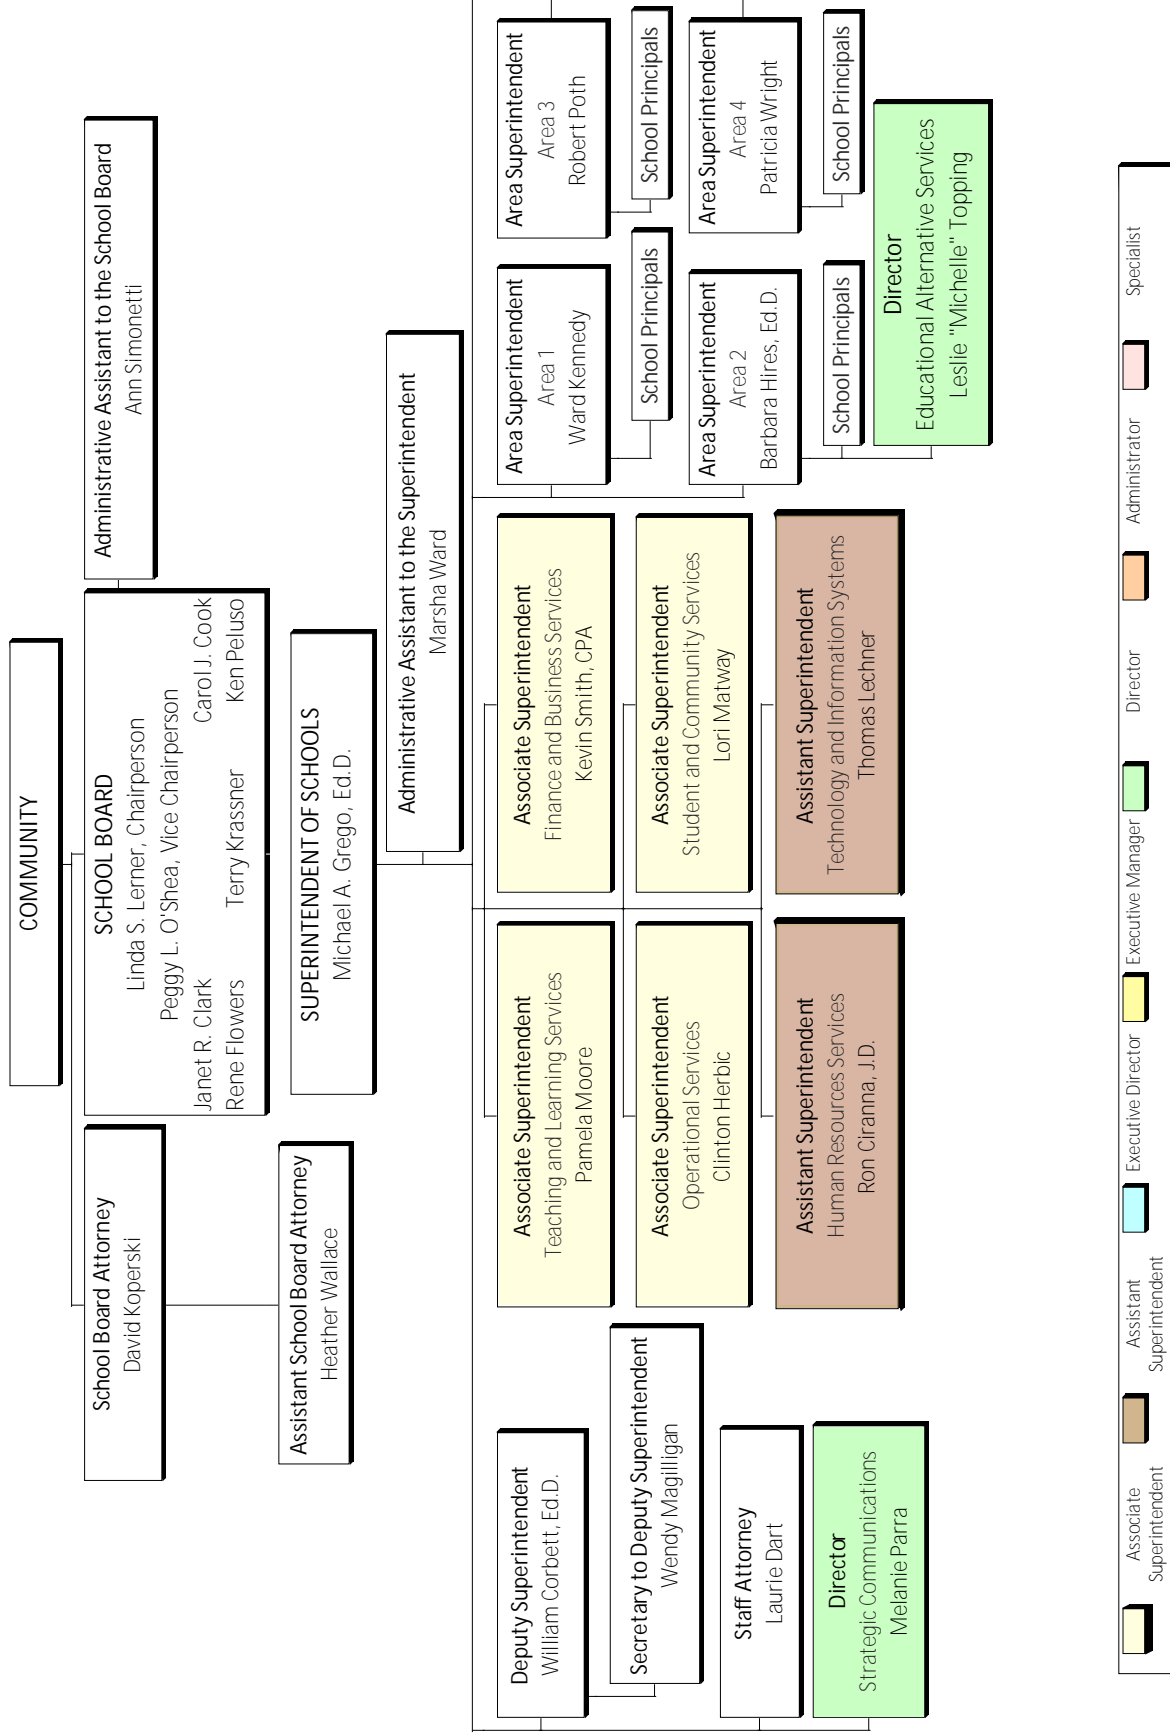 COMMUNITY
School Board Attorney
David Koperski
SCHOOL BOARD
Linda S. Lerner, Chairperson
Peggy L. O'Shea, Vice Chairperson
Janet R. Clark Carol J. Cook
Rene Flowers Terry Krassner Ken Peluso
Administrative Assistant to the School Board
Ann Simonetti
Assistant School Board Attorney
Heather Wallace
SUPERINTENDENT OF SCHOOLS
Michael A. Grego, Ed.D.
Administrative Assistant to the Superintendent
Marsha Ward
Deputy Superintendent
William Corbett, Ed.D.
Secretary to Deputy Superintendent
Wendy Magilligan
Staff Attorney
Laurie Dart
Director
Strategic Communications
Melanie Parra
Associate Superintendent
Teaching and Learning Services
Pamela Moore
Associate Superintendent
Finance and Business Services
Kevin Smith, CPA
Associate Superintendent
Operational Services
Clinton Herbic
Associate Superintendent
Student and Community Services
Lori Matway
Assistant Superintendent
Human Resources Services
Ron Ciranna, J.D.
Assistant Superintendent
Technology and Information Systems
Thomas Lechner
Area Superintendent
Area 1
Ward Kennedy
School Principals
Area Superintendent
Area 3
Robert Poth
School Principals
Area Superintendent
Area 2
Barbara Hires, Ed.D.
School Principals
Area Superintendent
Area 4
Patricia Wright
School Principals
Director
Educational Alternative Services
Leslie "Michelle" Topping
Associate
Superintendent
Assistant
Superintendent
Executive Director
Executive Manager
Director
Administrator
Specialist